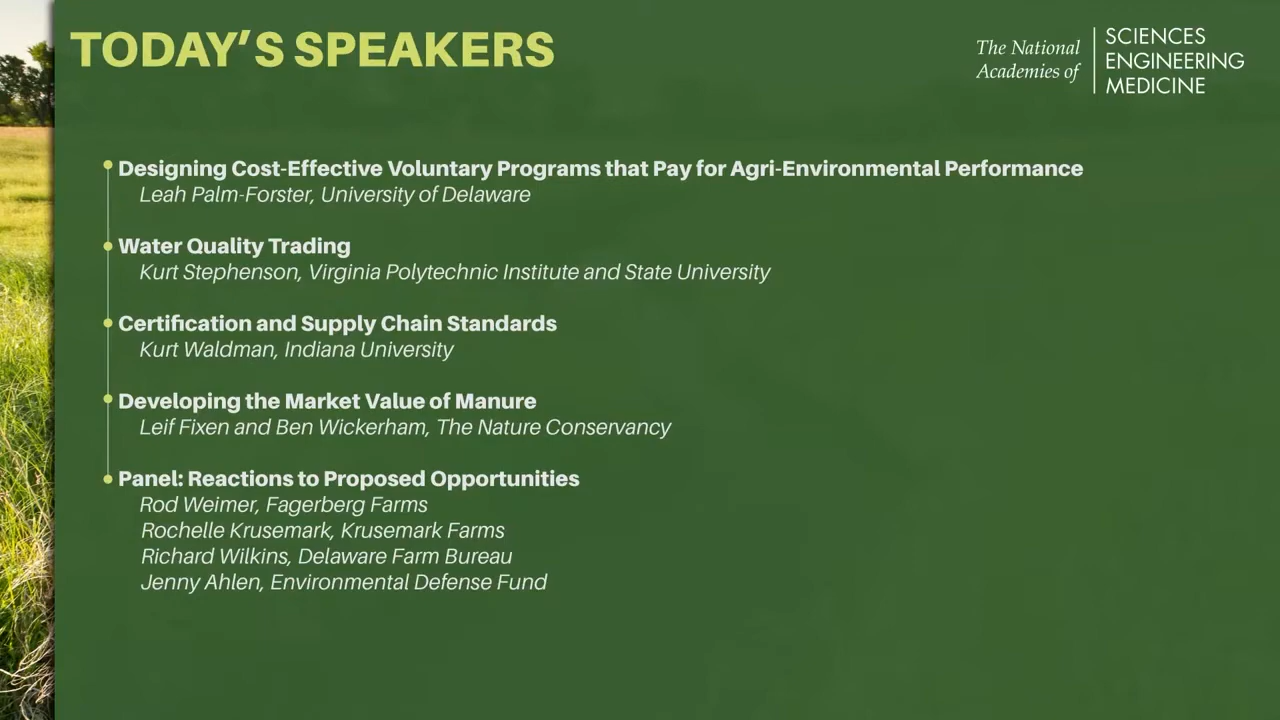 TODAY'S SPEAKERS
The National
Academies of
SCIENCES
ENGINEERING
MEDICINE
Designing Cost-Effective Voluntary Programs that Pay for Agri-Environmental Performance
Leah Palm-Forster, University of Delaware
Water Quality Trading
Kurt Stephenson, Virginia Polytechnic Institute and State University
Certification and Supply Chain Standards
Kurt Waldman, Indiana University
Developing the Market Value of Manure
Leif Fixen and Ben Wickerham, The Nature Conservancy
Panel: Reactions to Proposed Opportunities
Rod Weimer, Fagerberg Farms
Rochelle Krusemark, Krusemark Farms
Richard Wilkins, Delaware Farm Bureau
Jenny Ahlen, Environmental Defense Fund